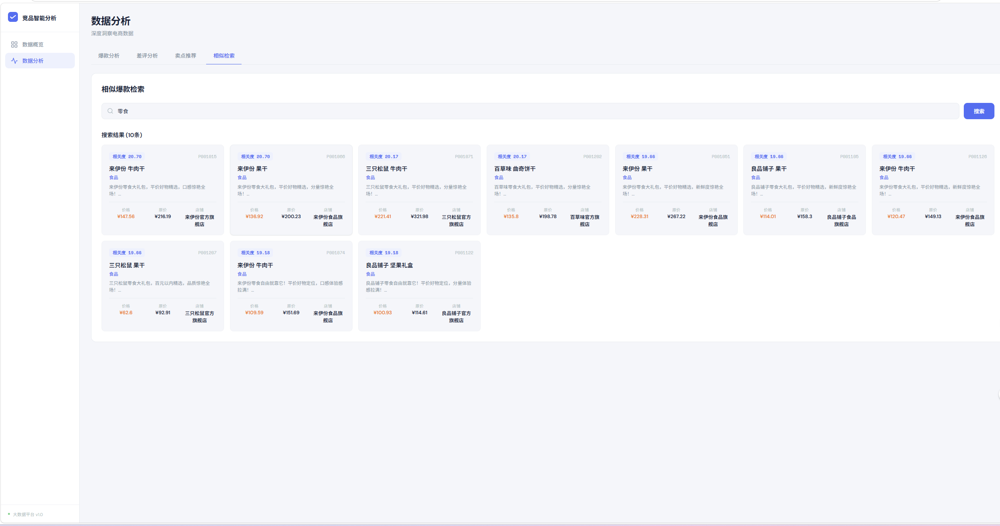 竞品智能分析
数据概览
数据分析
大数据平台 v1.0
数据分析
深度洞察电商数据
爆款分析 差评分析 卖点推荐 相似检索
相似爆款检索
零食
搜索
搜索结果 (10条)
相关度 20.70 P001015
来伊份 牛肉干
食品
来伊份零食大礼包，平价好物精选，口感惊艳全
场！...
价格 原价 店铺
¥147.56 ¥216.19 来伊份官方旗
舰店
相关度 20.70 P001066
来伊份 果干
食品
来伊份零食大礼包，平价好物精选，分量惊艳全
场！...
价格 原价 店铺
¥136.92 ¥200.23 来伊份食品旗
舰店
相关度 20.17 P001071
三只松鼠 牛肉干
食品
三只松鼠零食大礼包，平价好物精选，分量惊艳全
场！...
价格 原价 店铺
¥221.41 ¥321.98 三只松鼠官方
旗舰店
相关度 20.17 P001202
百草味 曲奇饼干
食品
百草味零食大礼包，平价好物精选，分量惊艳全
场！...
价格 原价 店铺
¥135.8 ¥198.78 百草味官方旗
舰店
相关度 19.66 P001051
来伊份 果干
食品
来伊份零食大礼包，平价好物精选，新鲜度惊艳全
场！...
价格 原价 店铺
¥228.31 ¥267.22 来伊份食品旗
舰店
相关度 19.66 P001105
良品铺子 果干
食品
良品铺子零食大礼包，平价好物精选，新鲜度惊艳全
场！...
价格 原价 店铺
¥114.01 ¥158.3 良品铺子食品
旗舰店
相关度 19.66 P001126
来伊份 牛肉干
食品
来伊份零食大礼包，平价好物精选，新鲜度惊艳全
场！...
价格 原价 店铺
¥120.47 ¥149.13 来伊份食品旗
舰店
相关度 19.66 P001207
三只松鼠 果干
食品
三只松鼠零食大礼包，百元以内精选，品质惊艳全
场！...
价格 原价 店铺
¥62.6 ¥92.91 三只松鼠官方
旗舰店
相关度 19.18 P001074
来伊份 牛肉干
食品
来伊份零食自由就靠它！平价好物定位，口感体验感
拉满！...
价格 原价 店铺
¥109.59 ¥151.69 来伊份食品旗
舰店
相关度 19.18 P001122
良品铺子 坚果礼盒
食品
良品铺子零食自由就靠它！平价好物定位，分量体验
感拉满！...
价格 原价 店铺
¥100.93 ¥114.61 良品铺子官方
旗舰店